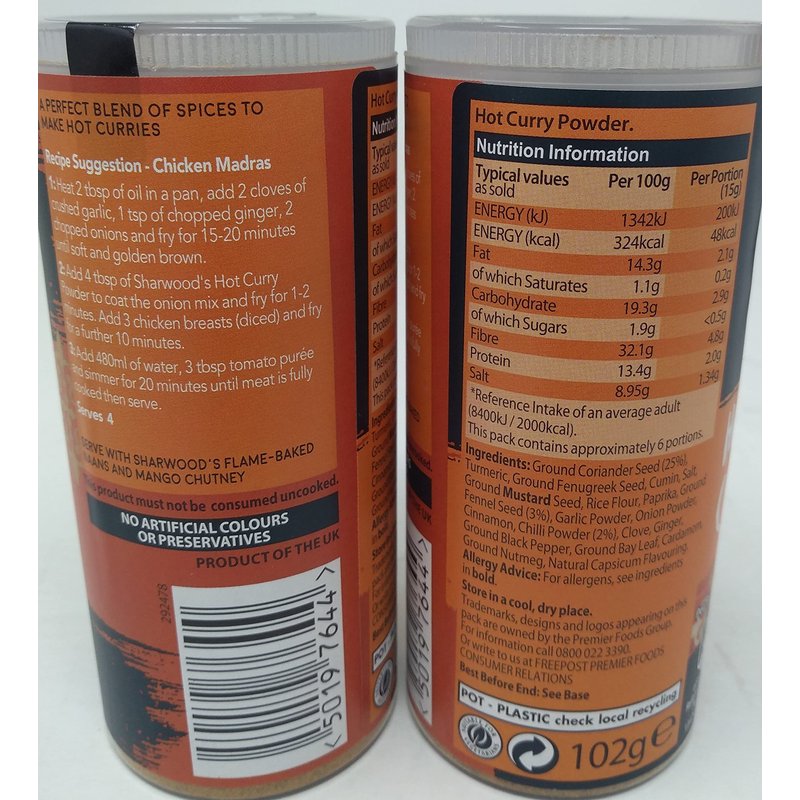 A PERFECT BLEND OF SPICES TO
MAKE HOT CURRIES
Recipe Suggestion - Chicken Madras
1: Heat 2 tbsp of oil in a pan, add 2 cloves of
crushed garlic, 1 tsp of chopped ginger, 2
chopped onions and fry for 15-20 minutes
until soft and golden brown.
2: Add 4 tbsp of Sharwood's Hot Curry
Powder to coat the onion mix and fry for 1-2
minutes. Add 3 chicken breasts (diced) and fry
for a further 10 minutes.
3: Add 480ml of water, 3 tbsp tomato purée
and simmer for 20 minutes until meat is fully
cooked then serve.
Serves 4
SERVE WITH SHARWOOD'S FLAME-BAKED
NAANS AND MANGO CHUTNEY
This product must not be consumed uncooked.
NO ARTIFICIAL COLOURS
OR PRESERVATIVES
PRODUCT OF THE UK
292478
<5019 7644>
Hot Curry Powder.
Nutrition Information
Typical values as sold Per 100g Per Portion (15g)
ENERGY (kJ) 1342kJ 200kJ
ENERGY (kcal) 324kcal 48kcal
Fat 14.3g 2.1g
of which Saturates 1.1g 0.2g
Carbohydrate 19.3g 2.9g
of which Sugars 1.9g <0.5g
Fibre 32.1g 4.8g
Protein 13.4g 2.0g
Salt 8.95g 1.34g
*Reference Intake of an average adult
(8400kJ / 2000kcal).
This pack contains approximately 6 portions.
Ingredients: Ground Coriander Seed (25%),
Turmeric, Ground Fenugreek Seed, Cumin, Salt,
Ground Mustard Seed, Rice Flour, Paprika, Ground
Fennel Seed (3%), Garlic Powder, Onion Powder,
Cinnamon, Chilli Powder (2%), Clove, Ginger,
Ground Black Pepper, Ground Bay Leaf, Cardamom,
Ground Nutmeg, Natural Capsicum Flavouring.
Allergy Advice: For allergens, see ingredients
in bold.
Store in a cool, dry place.
Trademarks, designs and logos appearing on this
pack are owned by the Premier Foods Group.
For information call 0800 022 3390.
Or write to us at FREEPOST PREMIER FOODS
CONSUMER RELATIONS
Best Before End: See Base
POT - PLASTIC check local recycling
SUITABLE FOR VEGETARIANS
102g e